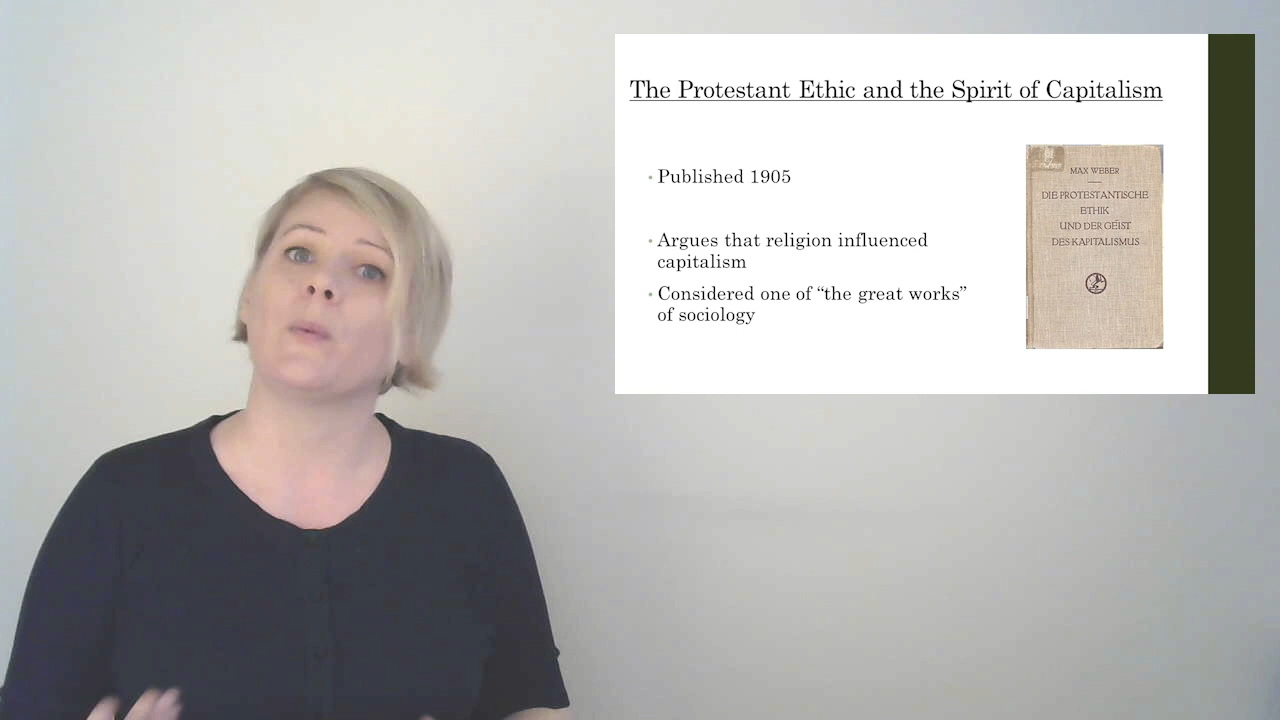 The Protestant Ethic and the Spirit of Capitalism
Published 1905
Argues that religion influenced
capitalism
Considered one of “the great works”
of sociology
MAX WEBER
DIE PROTESTANTISCHE
ETHIK
UND DER GEIST
DES KAPITALISMUS